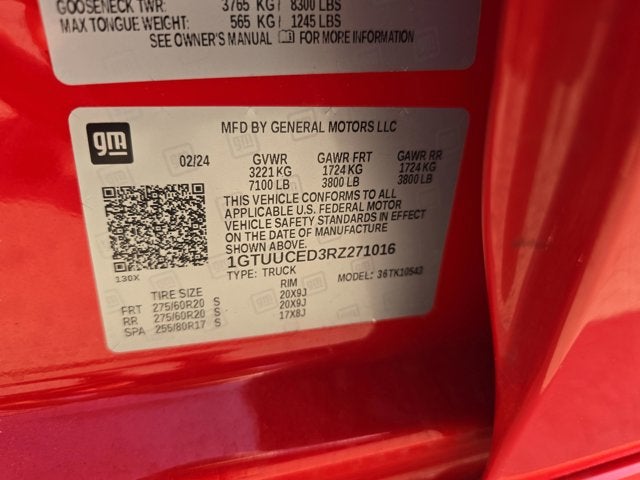 GOOSENECK TWR: 3765 KG / 8300 LBS
MAX TONGUE WEIGHT: 565 KG / 1245 LBS
SEE OWNER'S MANUAL FOR MORE INFORMATION
gm
MFD BY GENERAL MOTORS LLC
02/24 GVWR GAWR FRT GAWR RR
3221 KG 1724 KG 1724 KG
7100 LB 3800 LB 3800 LB
THIS VEHICLE CONFORMS TO ALL
APPLICABLE U.S. FEDERAL MOTOR
VEHICLE SAFETY STANDARDS IN EFFECT
ON THE DATE OF MANUFACTURE
SHOWN ABOVE.
1GTUUCED3RZ271016
130X
TYPE: TRUCK MODEL: 36TK10543
TIRE SIZE RIM
FRT 275/60R20 S 20X9J
RR 275/60R20 S 20X9J
SPA 255/80R17 S 17X8J